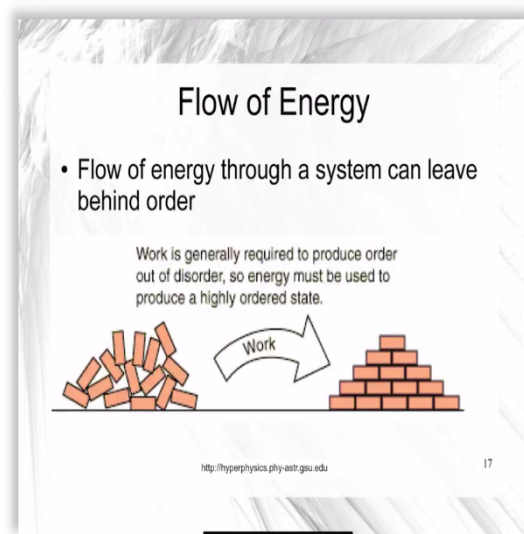 Flow of Energy
• Flow of energy through a system can leave
behind order
Work is generally required to produce order
out of disorder, so energy must be used to
produce a highly ordered state.
Work
http://hyperphysics.phy-astr.gsu.edu
17